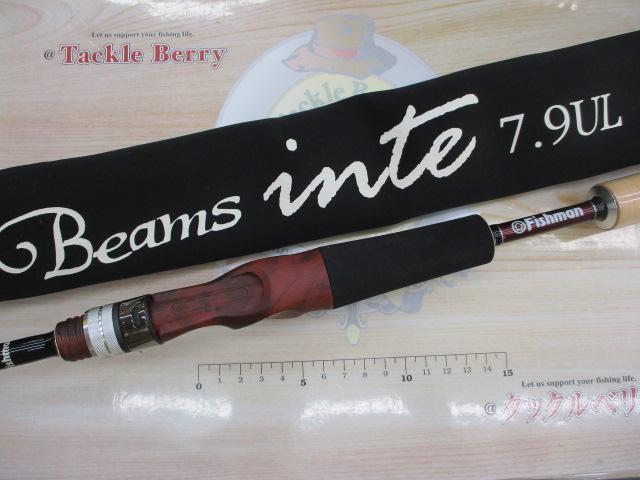 Let us support your fishing life.
@ Tackle Berry
Tackle B
Beams inte 7.9UL
Fishman
0 1 2 3 4 5 6 7 8 9 10 11 12 13 14 15
Let us support your fishing life.
@ タックルベリ